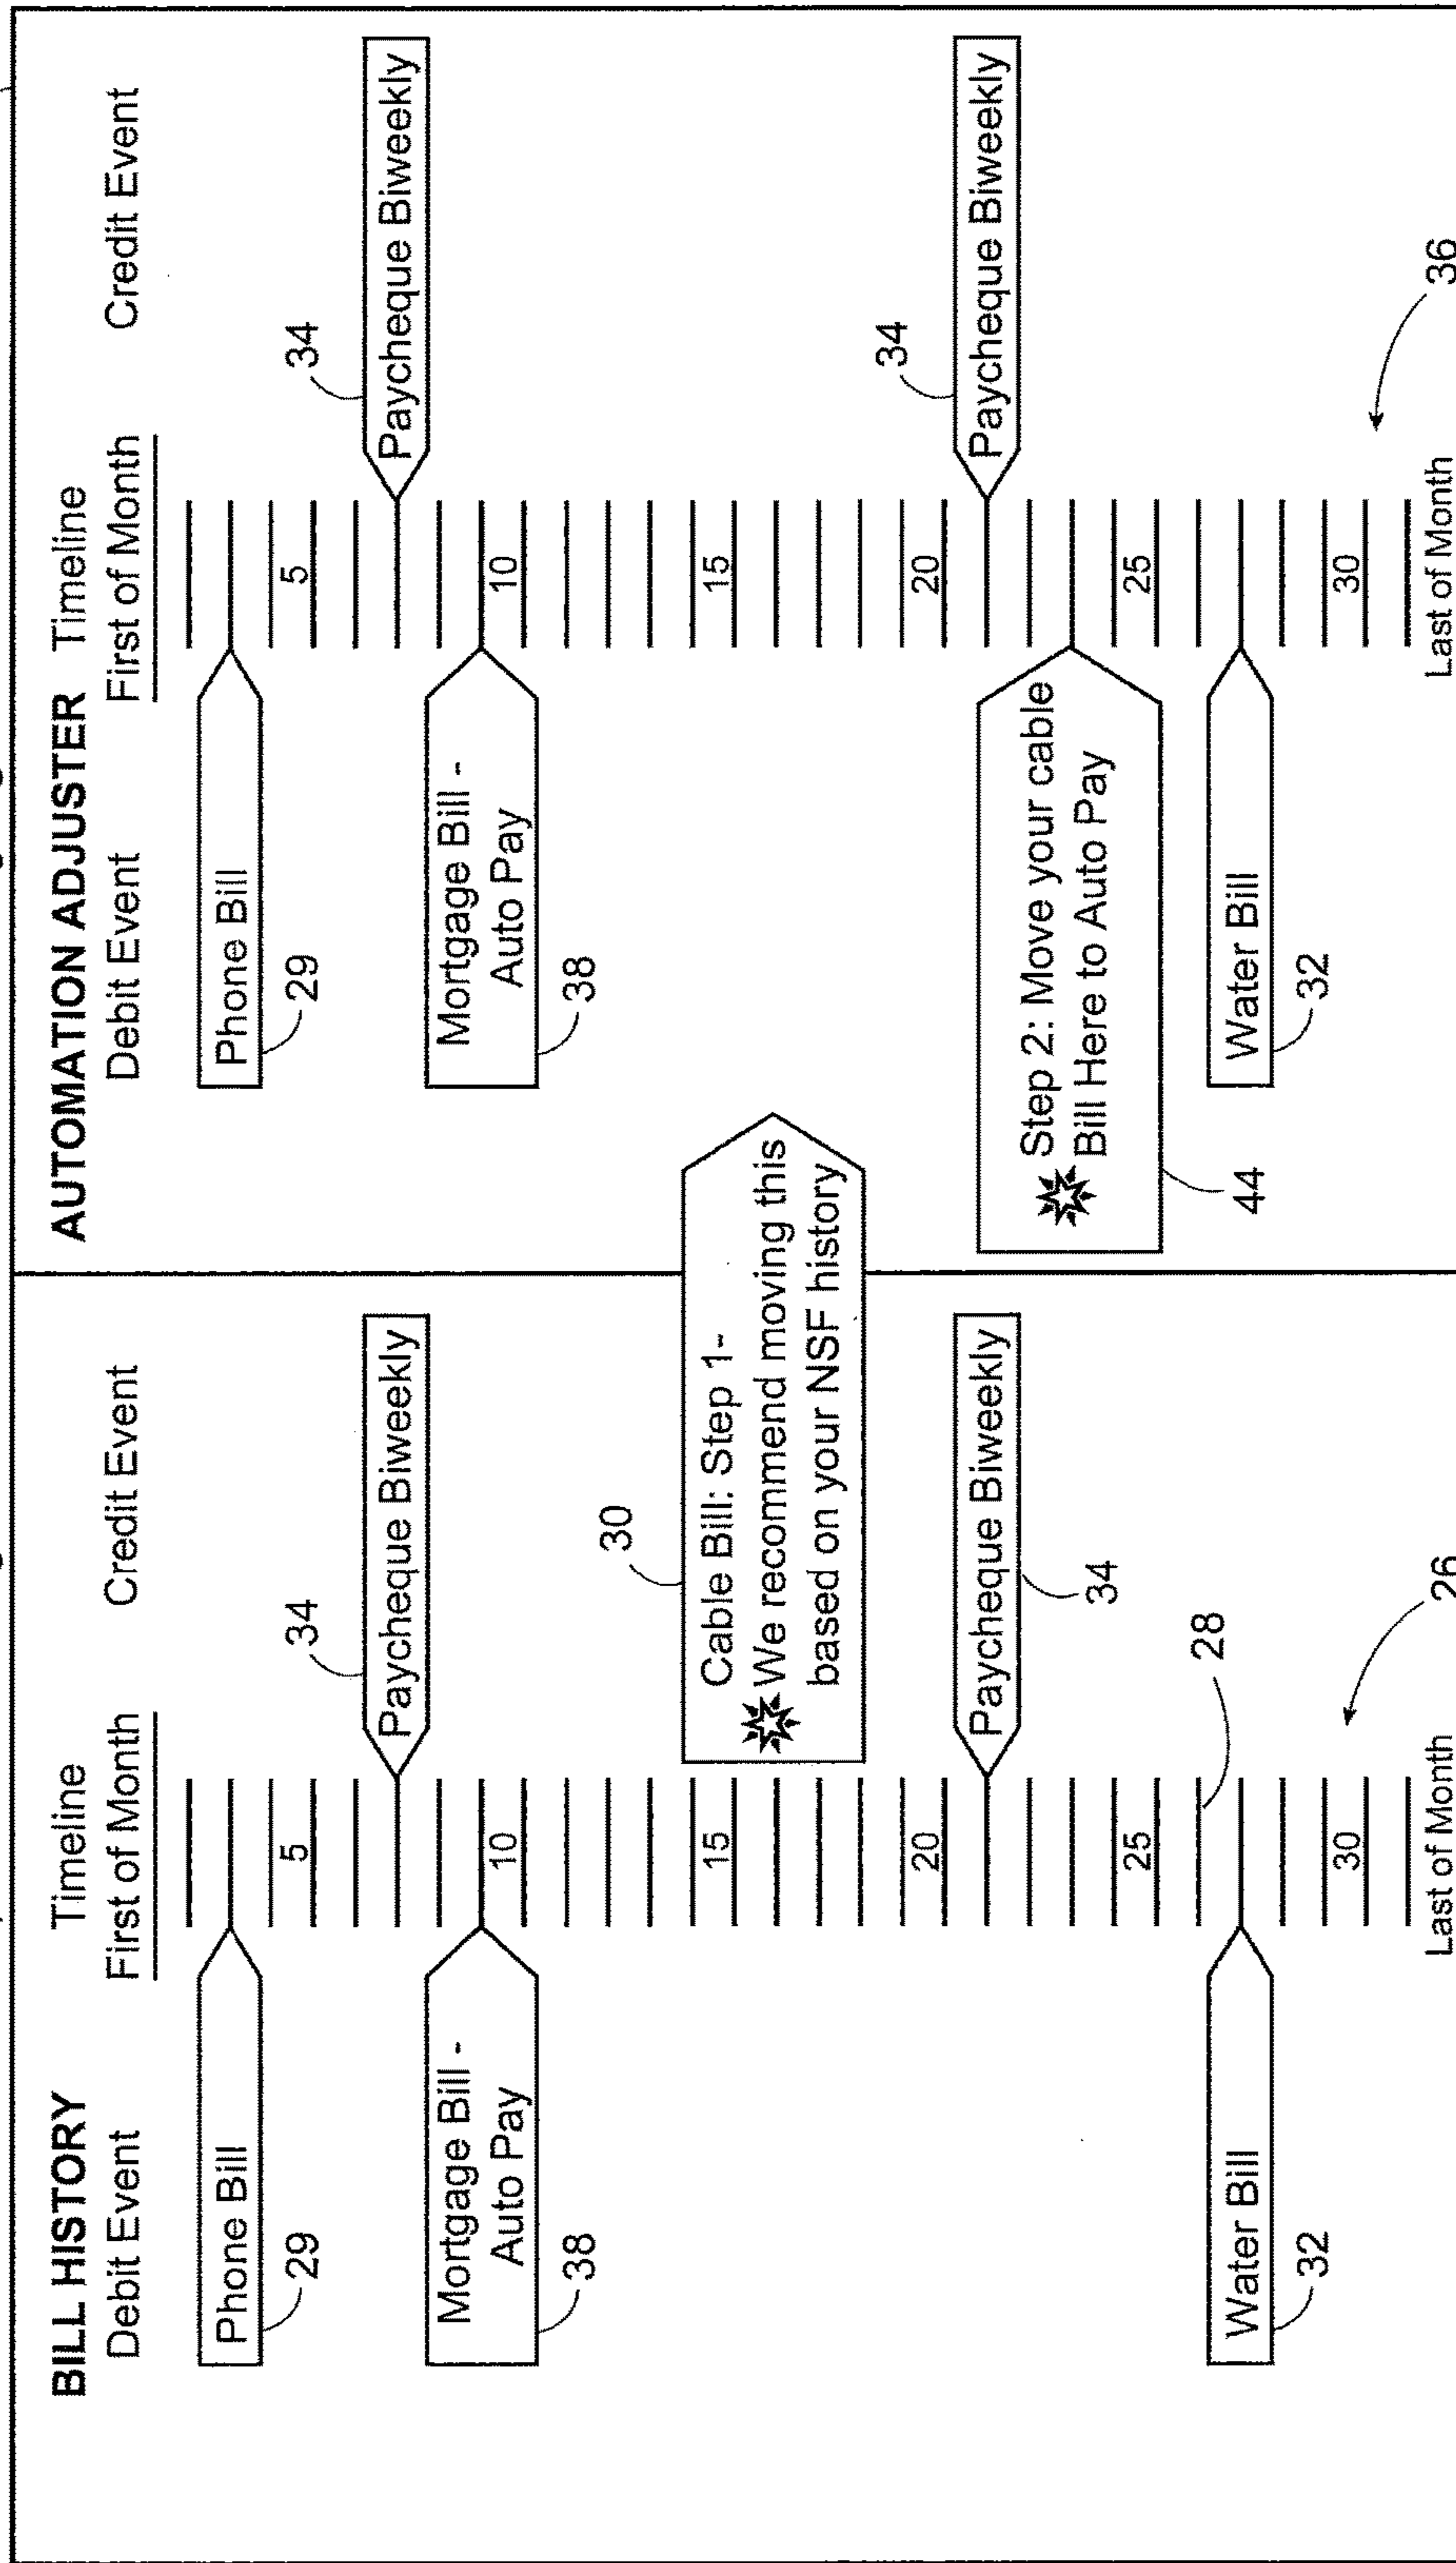 BILL HISTORY
Timeline
Debit Event
First of Month
Credit Event
Phone Bill
29
5
34
Paycheque Biweekly
Mortgage Bill -
Auto Pay
38
10
30
Cable Bill: Step 1-
We recommend moving this
based on your NSF history
15
20
Paycheque Biweekly
34
25
28
Water Bill
32
30
26
Last of Month
AUTOMATION ADJUSTER
Timeline
Debit Event
First of Month
Credit Event
Phone Bill
29
5
34
Paycheque Biweekly
Mortgage Bill -
Auto Pay
38
10
15
34
20
Paycheque Biweekly
Step 2: Move your cable
Bill Here to Auto Pay
44
25
Water Bill
32
30
36
Last of Month